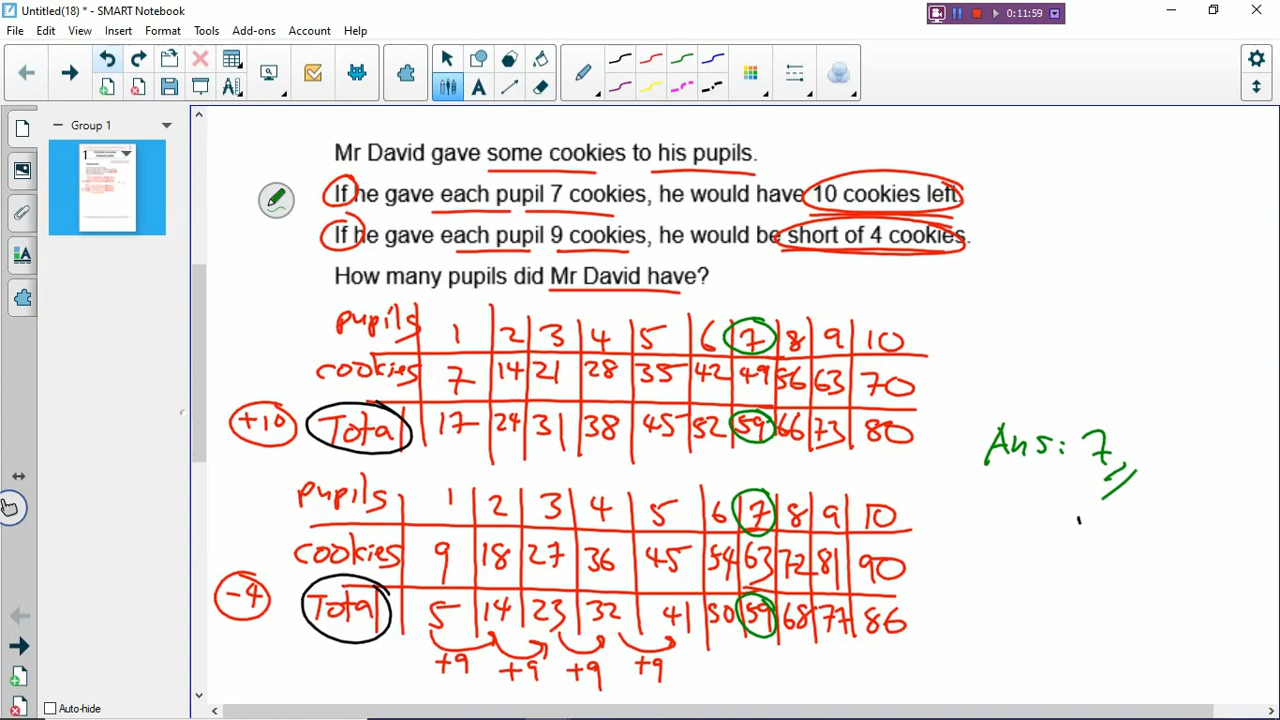 Untitled(18) * - SMART Notebook
00:11:59
File Edit View Insert Format Tools Add-ons Account Help
Group 1
1
Mr David gave some cookies to his pupils.
If he gave each pupil 7 cookies, he would have 10 cookies left.
If he gave each pupil 9 cookies, he would be short of 4 cookies.
How many pupils did Mr David have?
pupils 1 2 3 4 5 6 7 8 9 10
cookies 7 14 21 28 35 42 49 56 63 70
+10 Total 17 24 31 38 45 52 59 66 73 80
Ans: 7
pupils 1 2 3 4 5 6 7 8 9 10
cookies 9 18 27 36 45 54 63 72 81 90
-4 Total 5 14 23 32 41 50 59 68 77 86
+9 +9 +9 +9
Auto-hide